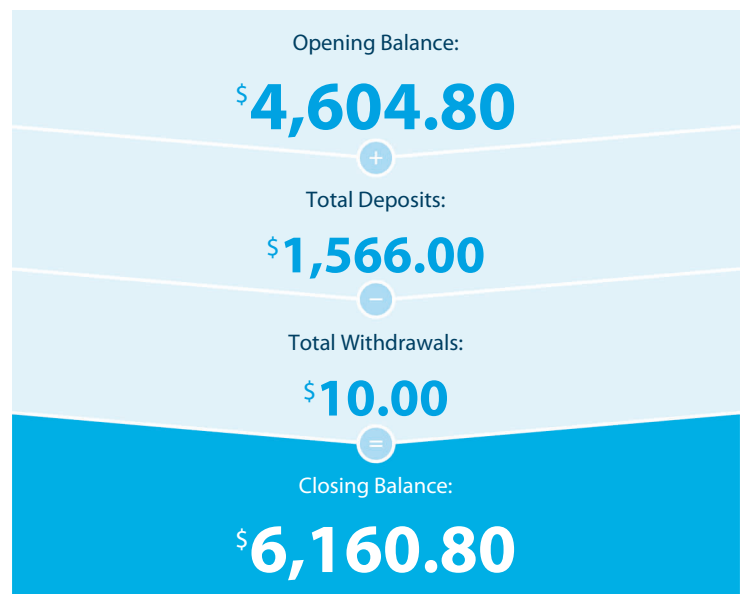 Opening Balance:
$4,604.80
+
Total Deposits:
$1,566.00
−
Total Withdrawals:
$10.00
=
Closing Balance:
$6,160.80